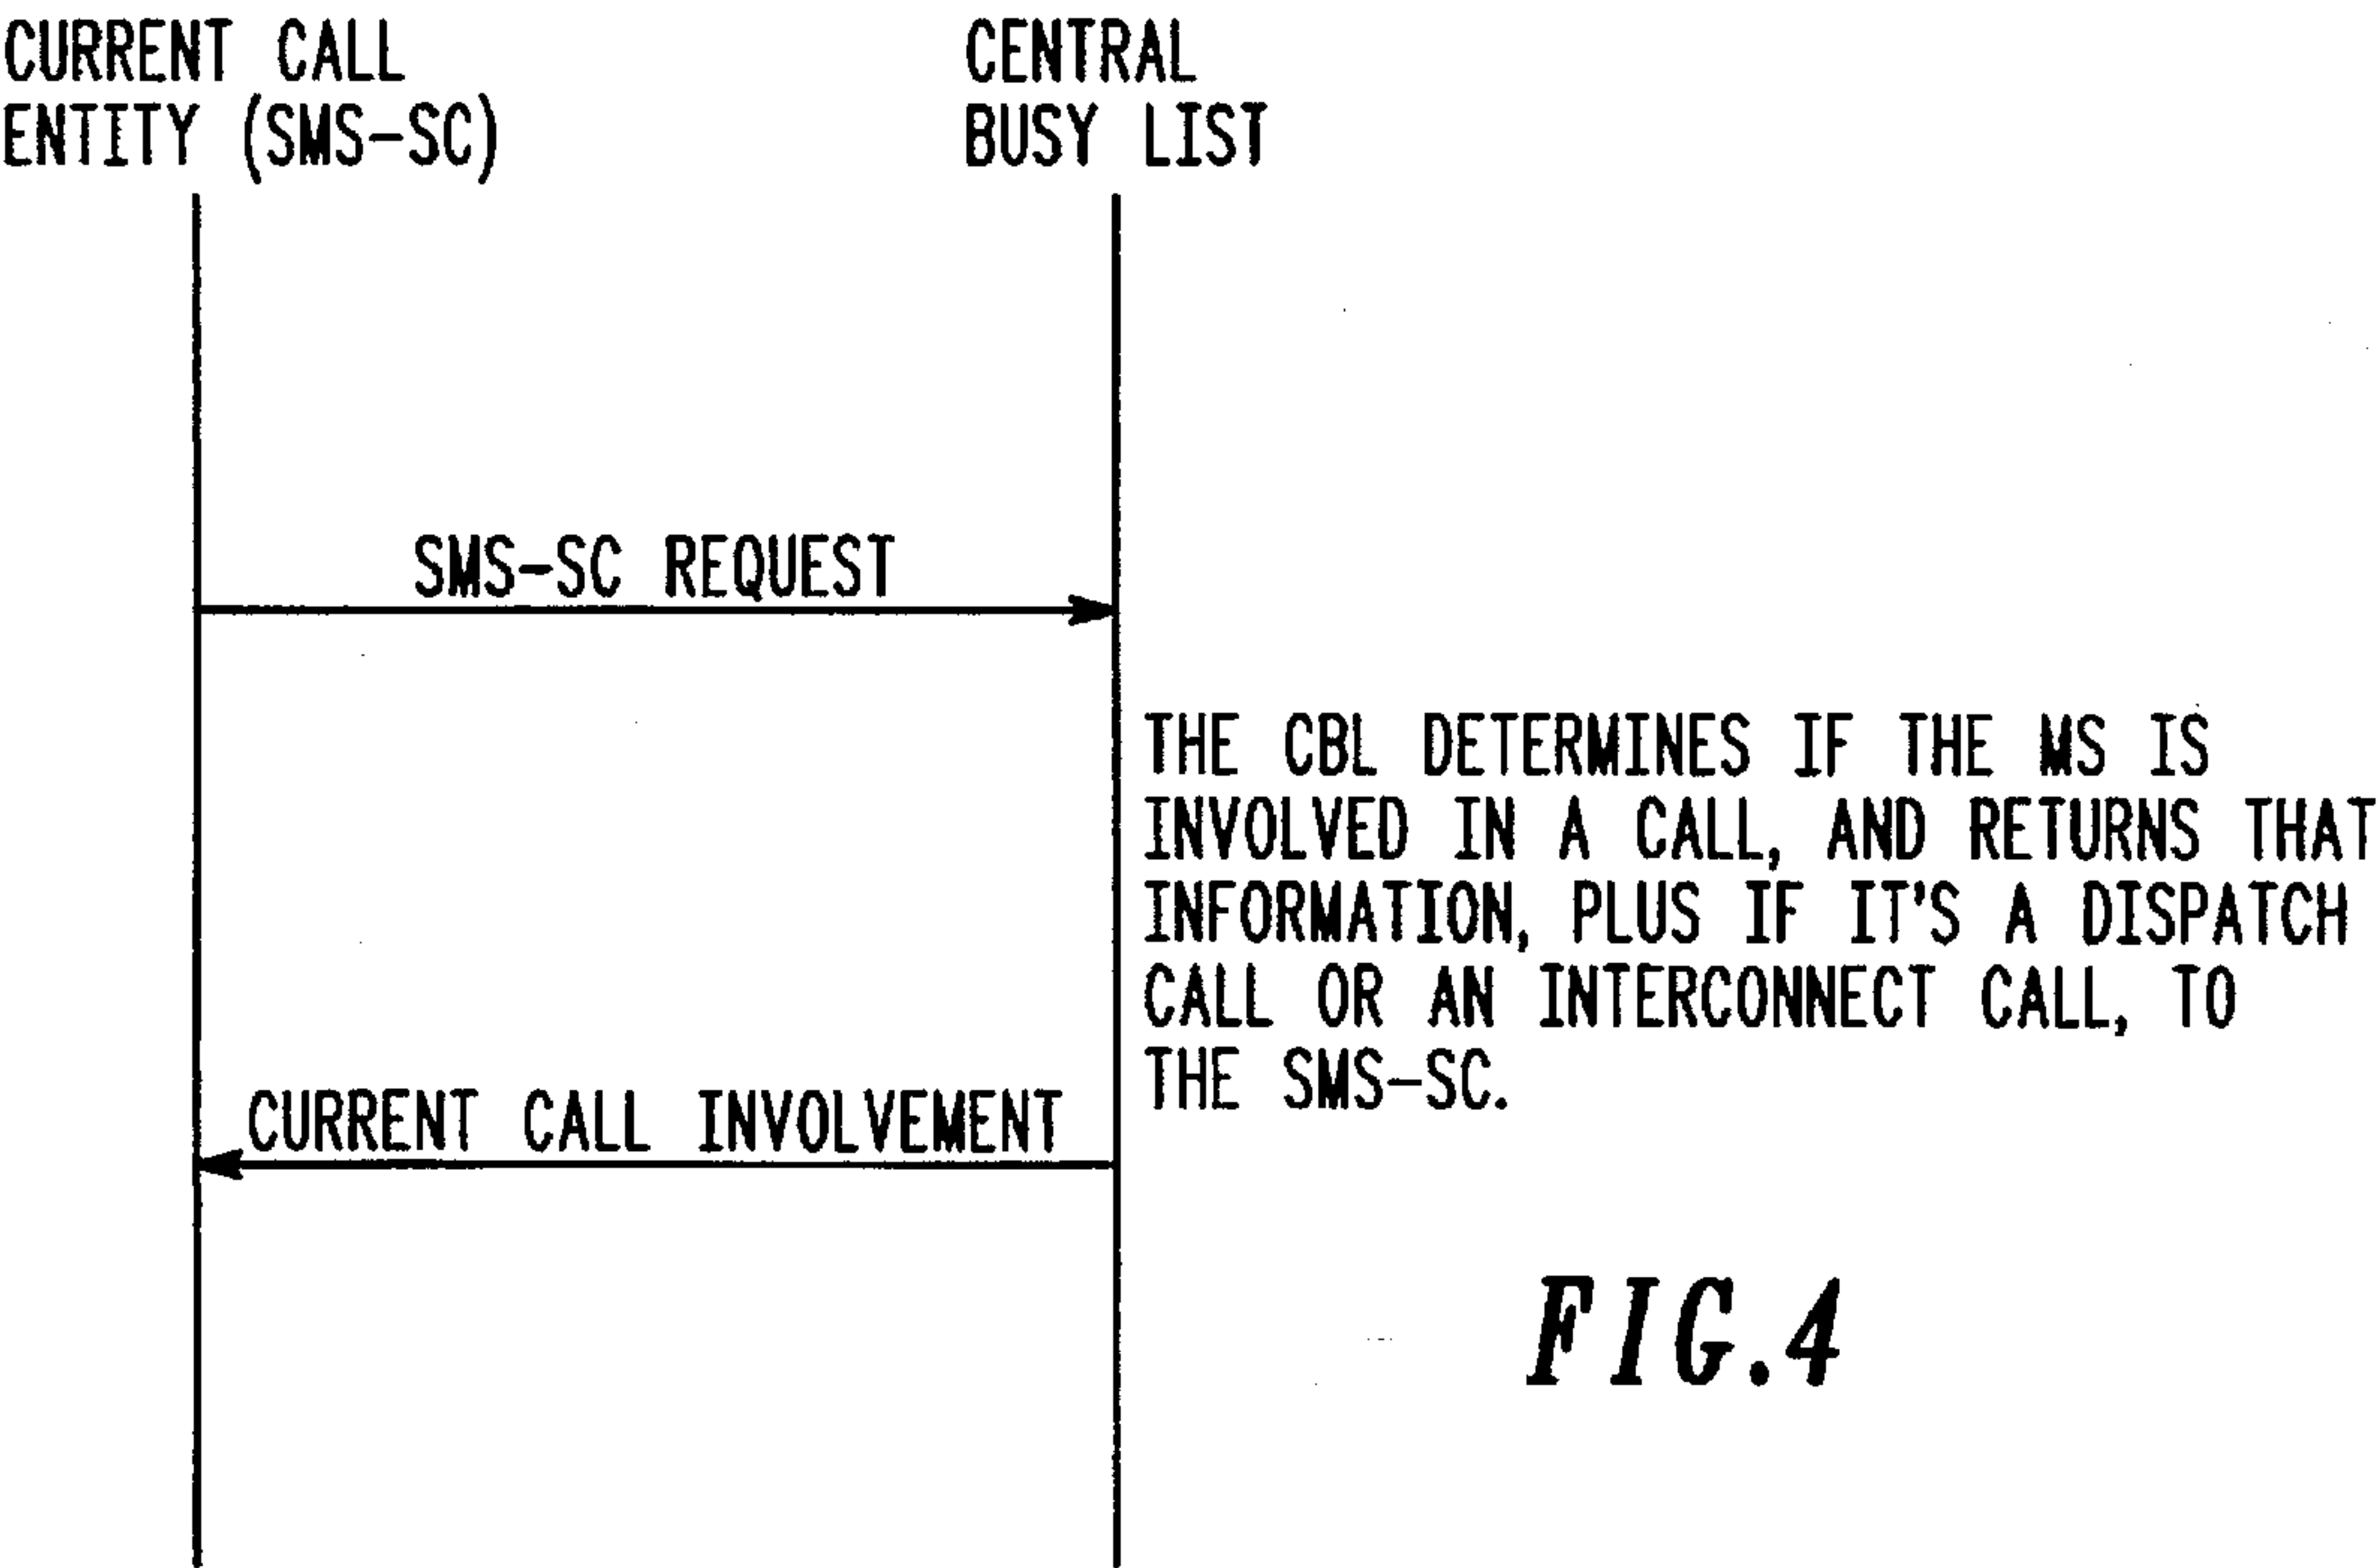 CURRENT CALL
ENTITY (SMS-SC)
CENTRAL
BUSY LIST
SMS-SC REQUEST
THE CBL DETERMINES IF THE MS IS
INVOLVED IN A CALL, AND RETURNS THAT
INFORMATION, PLUS IF IT'S A DISPATCH
CALL OR AN INTERCONNECT CALL, TO
THE SMS-SC.
CURRENT CALL INVOLVEMENT
FIG.4